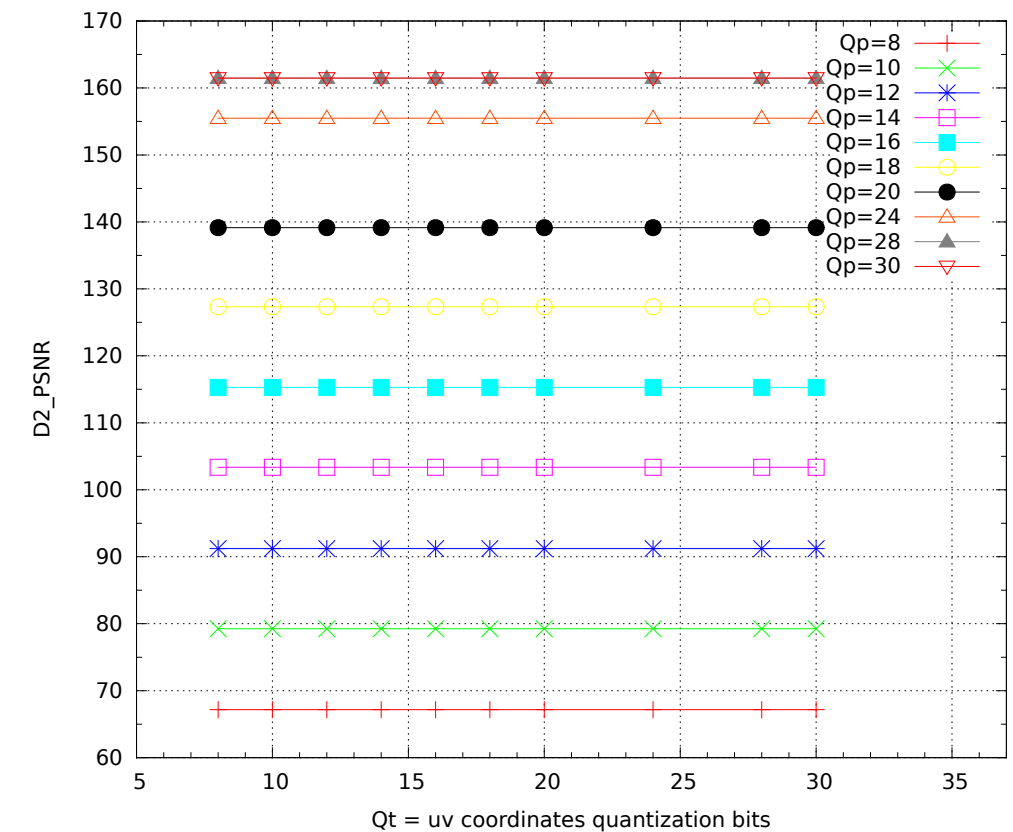 170
160
150
140
130
120
110
100
90
80
70
60
D2_PSNR
5 10 15 20 25 30 35
Qt = uv coordinates quantization bits
Qp=8
Qp=10
Qp=12
Qp=14
Qp=16
Qp=18
Qp=20
Qp=24
Qp=28
Qp=30